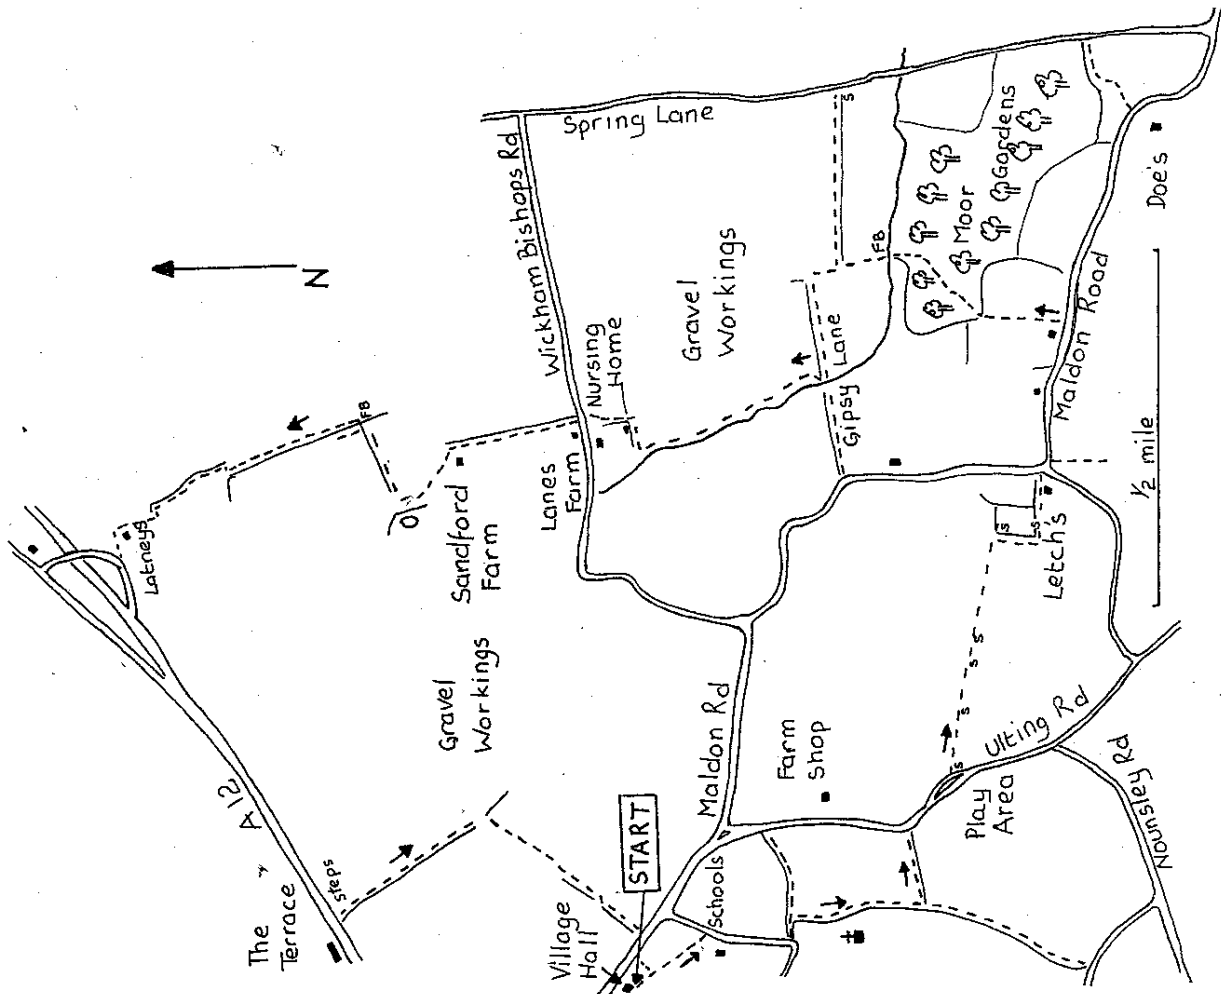 The
Terrace
steps
A12
Latneys
N
FB
Gravel
Workings
Sandford
Farm
Lanes
Farm
Wickham Bishops Rd
Nursing
Home
Spring Lane
Gravel
Workings
Village
Hall
START
Schools
Maldon Rd
Farm
Shop
Gipsy Lane
S
FB
Moor
Gardens
Play
Area
Ulting Rd
S
S
S
S
S
S
Letch's
Maldon Road
Doe's
Nounsley Rd
1/2 mile